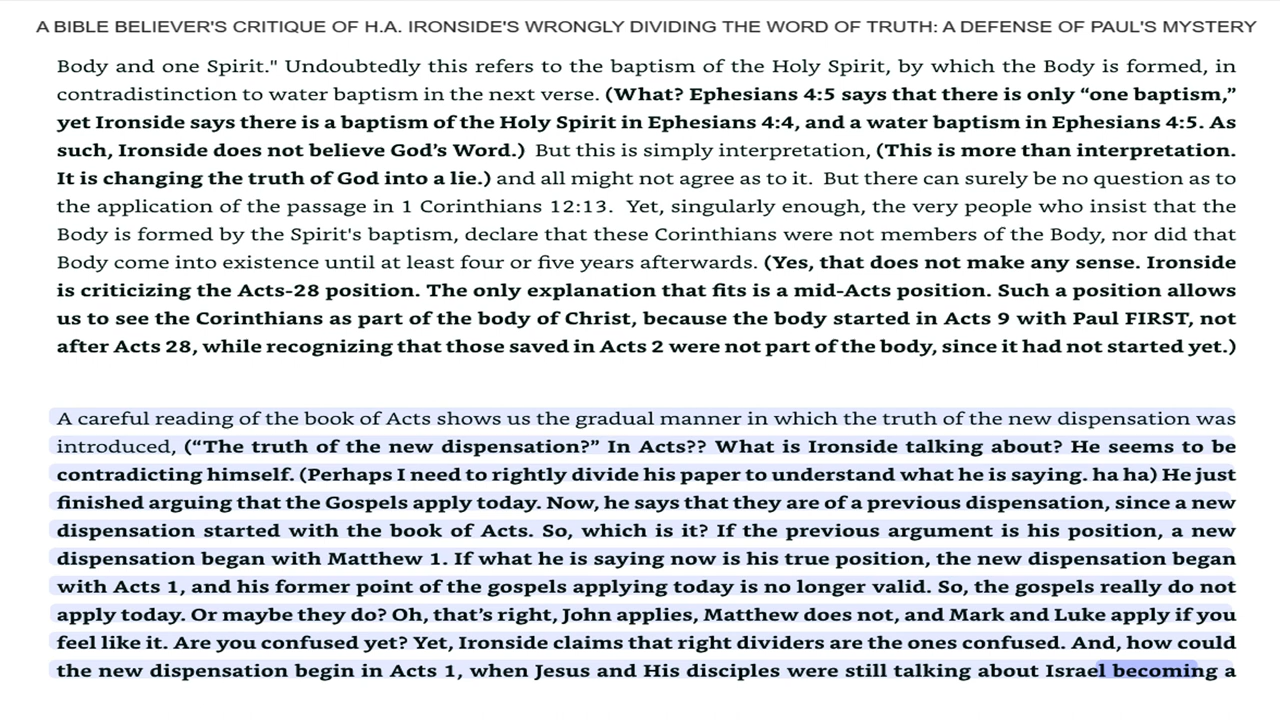 A BIBLE BELIEVER'S CRITIQUE OF H.A. IRONSIDE'S WRONGLY DIVIDING THE WORD OF TRUTH: A DEFENSE OF PAUL'S MYSTERY
Body and one Spirit." Undoubtedly this refers to the baptism of the Holy Spirit, by which the Body is formed, in
contradistinction to water baptism in the next verse. (What? Ephesians 4:5 says that there is only “one baptism,”
yet Ironside says there is a baptism of the Holy Spirit in Ephesians 4:4, and a water baptism in Ephesians 4:5. As
such, Ironside does not believe God’s Word.) But this is simply interpretation, (This is more than interpretation.
It is changing the truth of God into a lie.) and all might not agree as to it. But there can surely be no question as to
the application of the passage in 1 Corinthians 12:13. Yet, singularly enough, the very people who insist that the
Body is formed by the Spirit's baptism, declare that these Corinthians were not members of the Body, nor did that
Body come into existence until at least four or five years afterwards. (Yes, that does not make any sense. Ironside
is criticizing the Acts-28 position. The only explanation that fits is a mid-Acts position. Such a position allows
us to see the Corinthians as part of the body of Christ, because the body started in Acts 9 with Paul FIRST, not
after Acts 28, while recognizing that those saved in Acts 2 were not part of the body, since it had not started yet.)
A careful reading of the book of Acts shows us the gradual manner in which the truth of the new dispensation was
introduced, (“The truth of the new dispensation?” In Acts?? What is Ironside talking about? He seems to be
contradicting himself. (Perhaps I need to rightly divide his paper to understand what he is saying. ha ha) He just
finished arguing that the Gospels apply today. Now, he says that they are of a previous dispensation, since a new
dispensation started with the book of Acts. So, which is it? If the previous argument is his position, a new
dispensation began with Matthew 1. If what he is saying now is his true position, the new dispensation began
with Acts 1, and his former point of the gospels applying today is no longer valid. So, the gospels really do not
apply today. Or maybe they do? Oh, that’s right, John applies, Matthew does not, and Mark and Luke apply if you
feel like it. Are you confused yet? Yet, Ironside claims that right dividers are the ones confused. And, how could
the new dispensation begin in Acts 1, when Jesus and His disciples were still talking about Israel becoming a